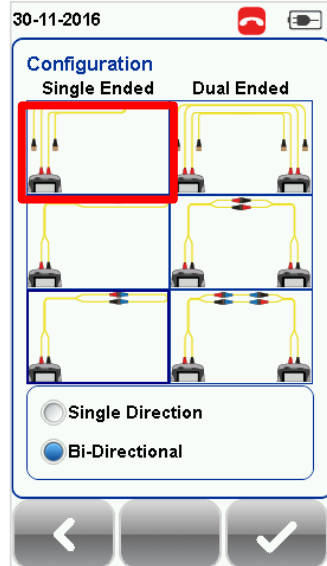 30-11-2016
Configuration
Single Ended Dual Ended
Single Direction
Bi-Directional